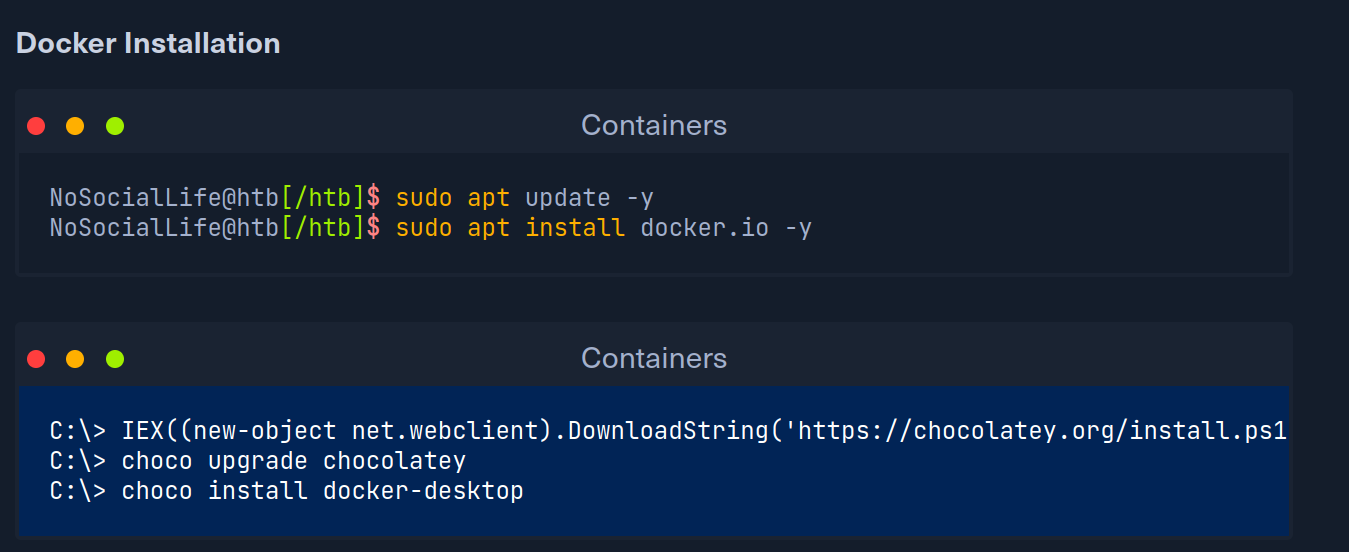 Docker Installation
Containers
NoSocialLife@htb[/htb]$ sudo apt update -y
NoSocialLife@htb[/htb]$ sudo apt install docker.io -y
Containers
C:\> IEX((new-object net.webclient).DownloadString('https://chocolatey.org/install.ps1
C:\> choco upgrade chocolatey
C:\> choco install docker-desktop